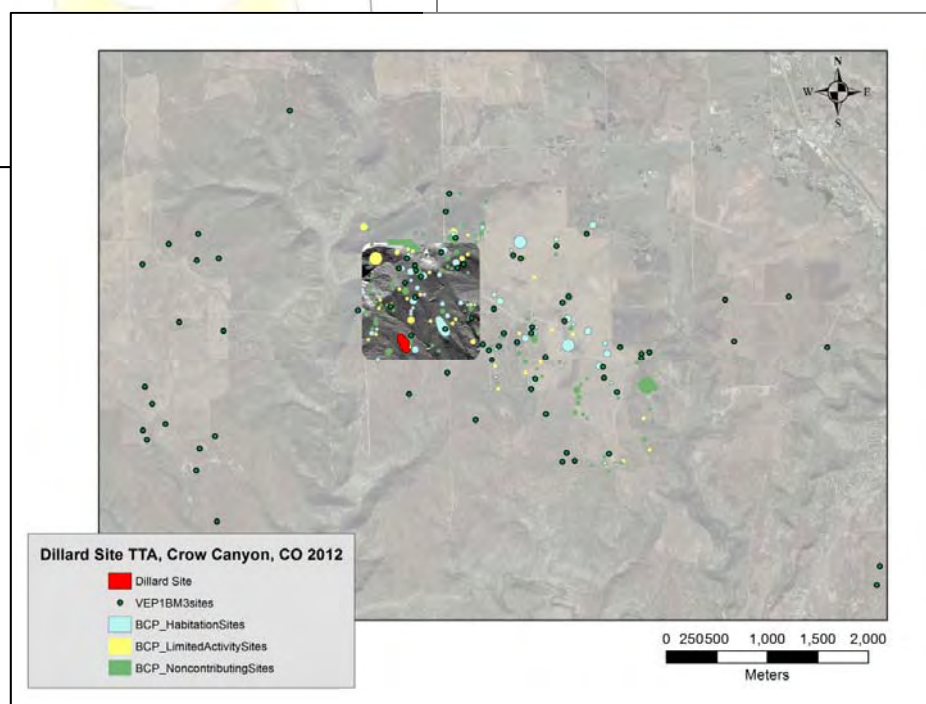 N
W E
S
Dillard Site TTA, Crow Canyon, CO 2012
Dillard Site
VEP1BM3sites
BCP_HabitationSites
BCP_LimitedActivitySites
BCP_NoncontributingSites
0 250500 1,000 1,500 2,000
Meters